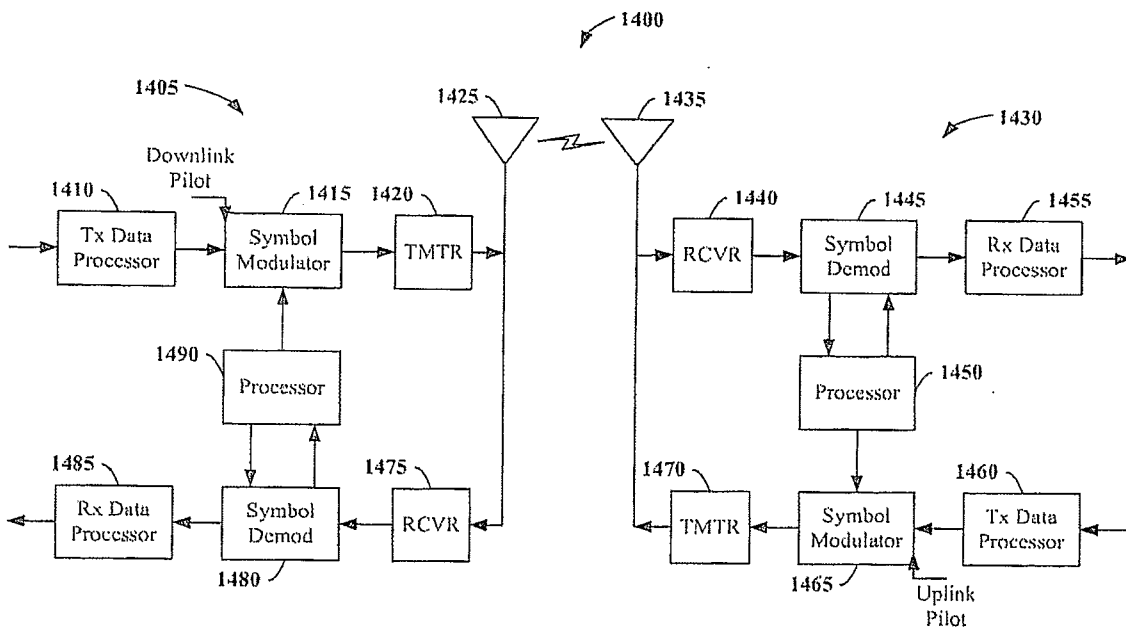 1400
1405
1425
1435
1430
Downlink
Pilot
1410
1415
1420
1440
1445
1455
Tx Data
Processor
Symbol
Modulator
TMTR
RCVR
Symbol
Demod
Rx Data
Processor
1490
Processor
Processor
1450
1485
1475
1470
1460
Rx Data
Processor
Symbol
Demod
RCVR
TMTR
Symbol
Modulator
Tx Data
Processor
1480
1465
Uplink
Pilot